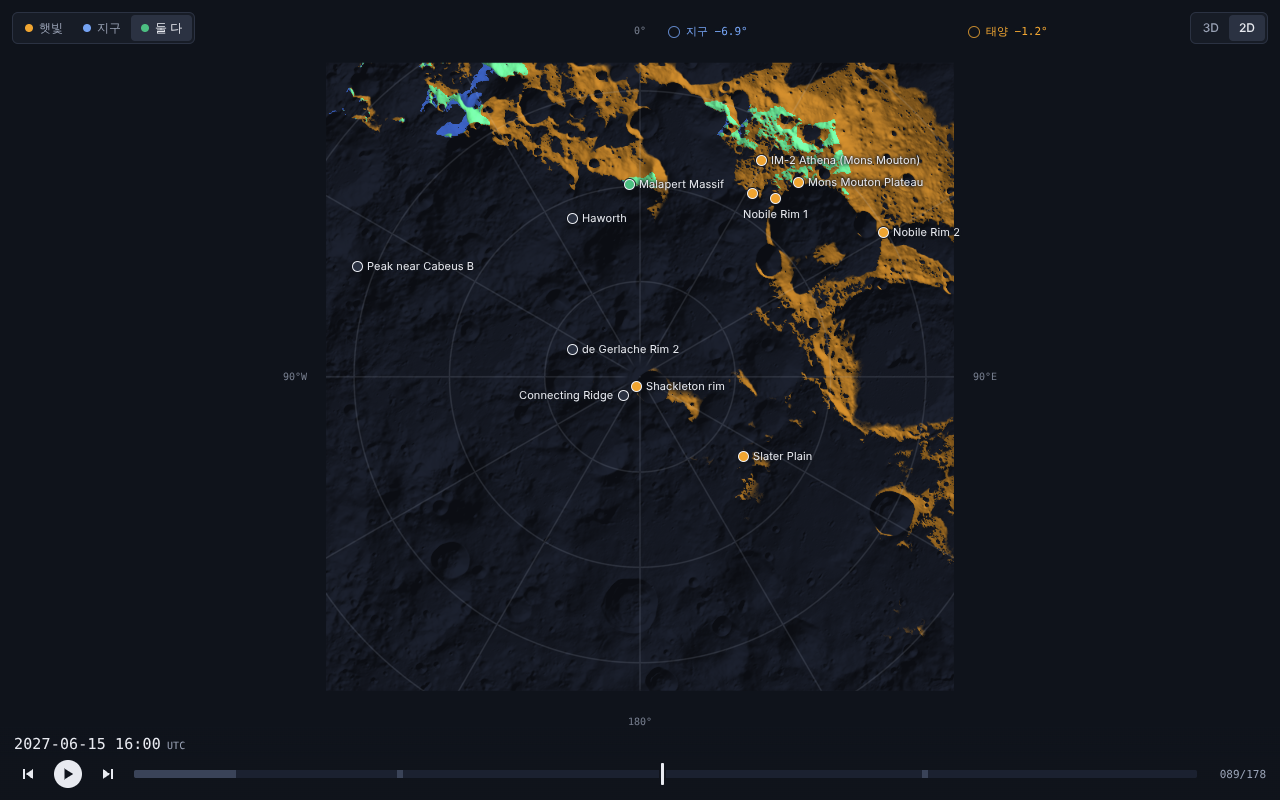 햇빛 지구 둘 다
0° 지구 −6.9° 태양 −1.2°
3D 2D
IM-2 Athena (Mons Mouton)
Malapert Massif
Mons Mouton Plateau
Haworth
Nobile Rim 1
Nobile Rim 2
Peak near Cabeus B
de Gerlache Rim 2
90°W
90°E
Shackleton rim
Connecting Ridge
Slater Plain
180°
2027-06-15 16:00 UTC
089/178